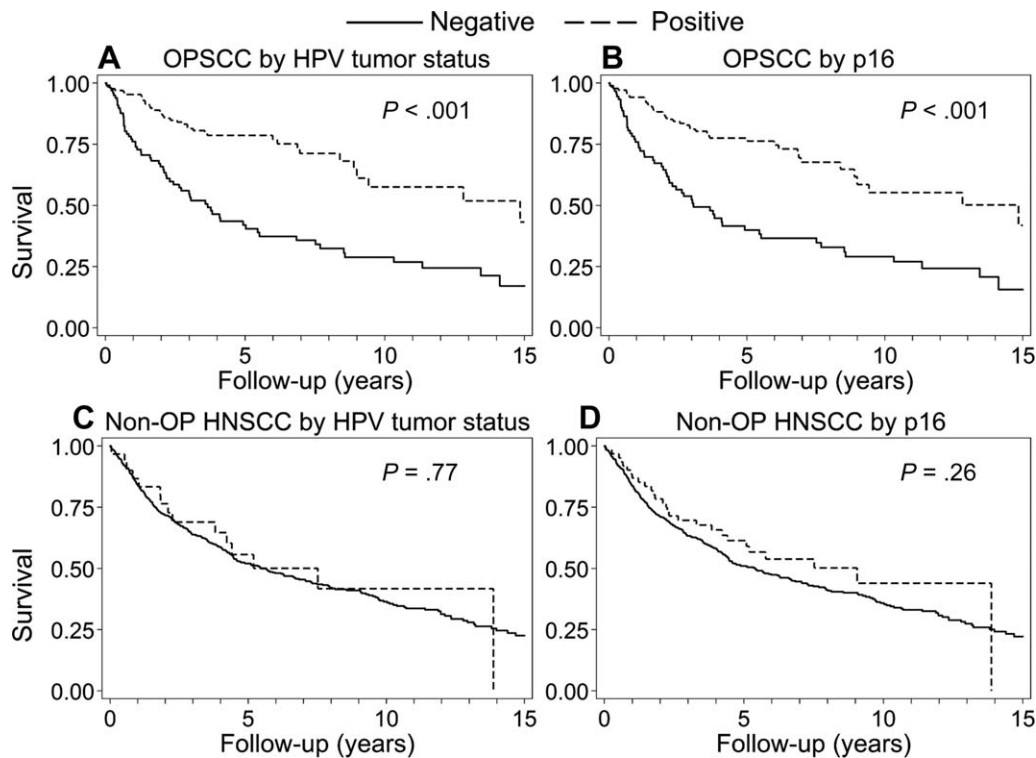 Negative Positive
A OPSCC by HPV tumor status
P < .001
1.00
0.75
0.50
0.25
0.00
Survival
0 5 10 15
Follow-up (years)
B OPSCC by p16
P < .001
1.00
0.75
0.50
0.25
0.00
0 5 10 15
Follow-up (years)
C Non-OP HNSCC by HPV tumor status
P = .77
1.00
0.75
0.50
0.25
0.00
Survival
0 5 10 15
Follow-up (years)
D Non-OP HNSCC by p16
P = .26
1.00
0.75
0.50
0.25
0.00
0 5 10 15
Follow-up (years)